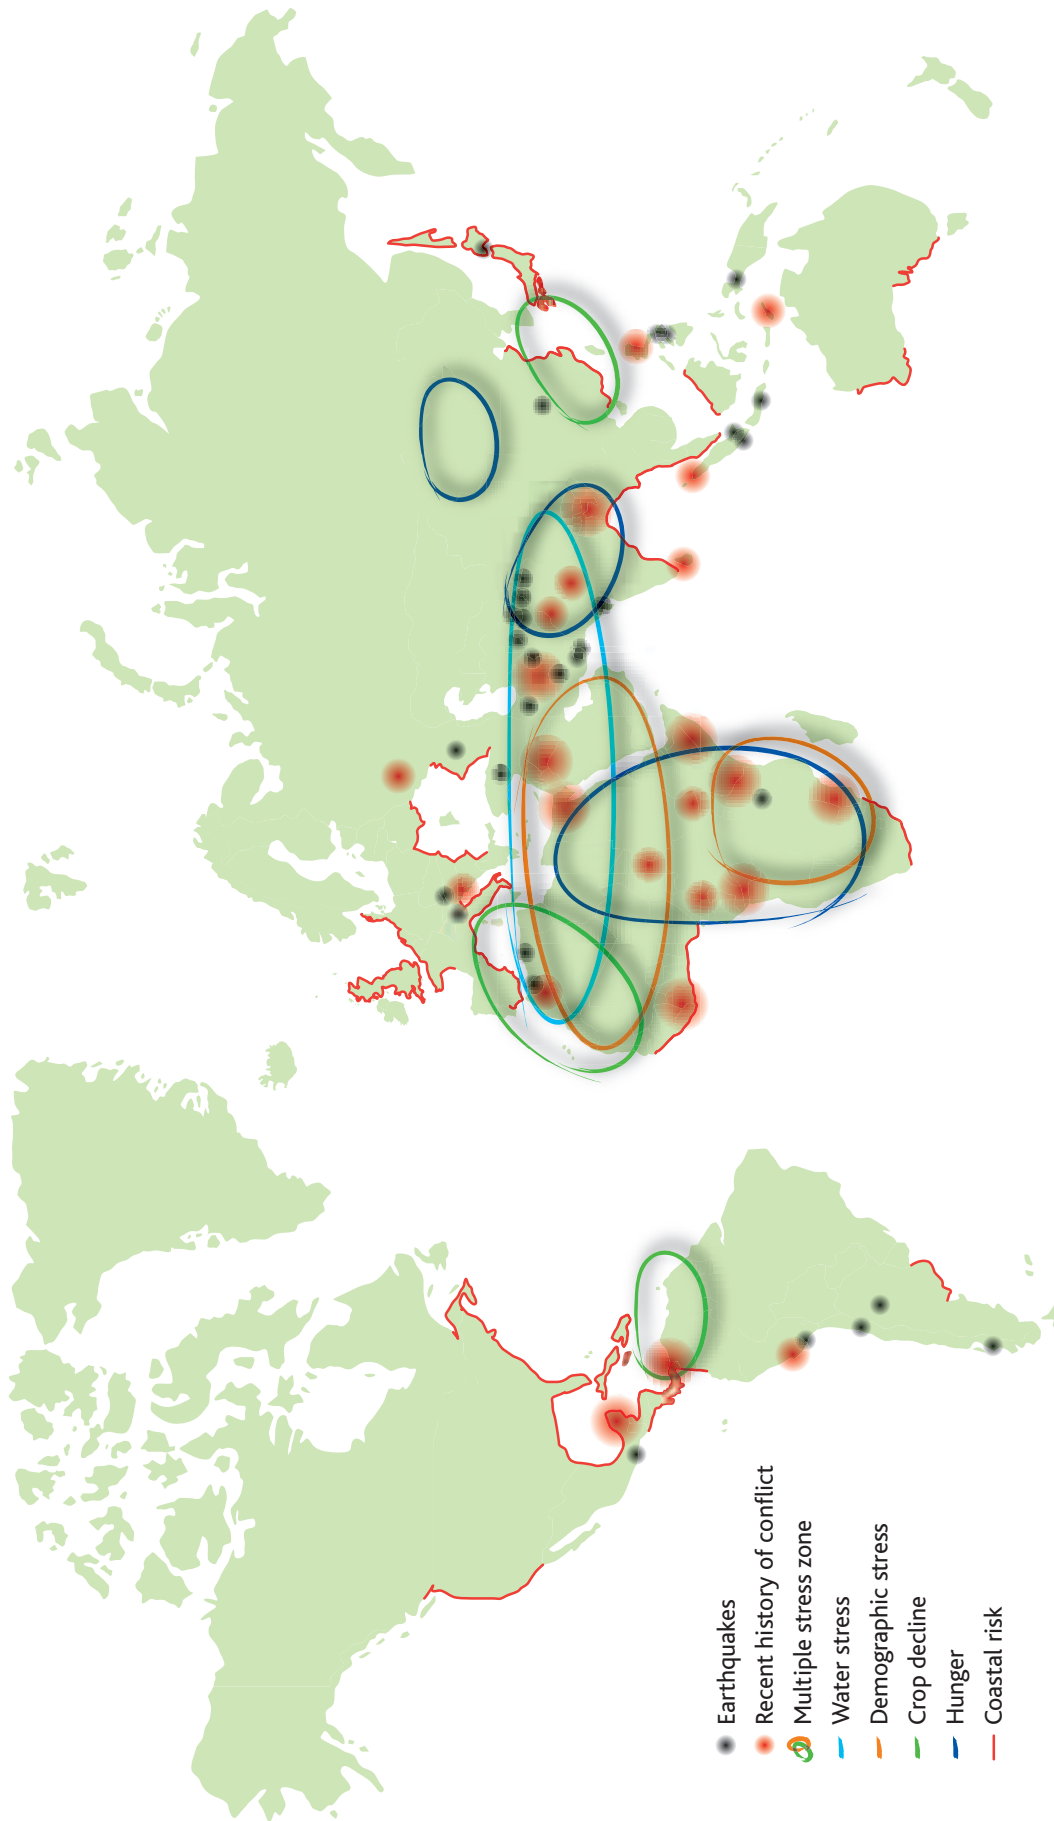 Earthquakes
Recent history of conflict
Multiple stress zone
Water stress
Demographic stress
Crop decline
Hunger
Coastal risk